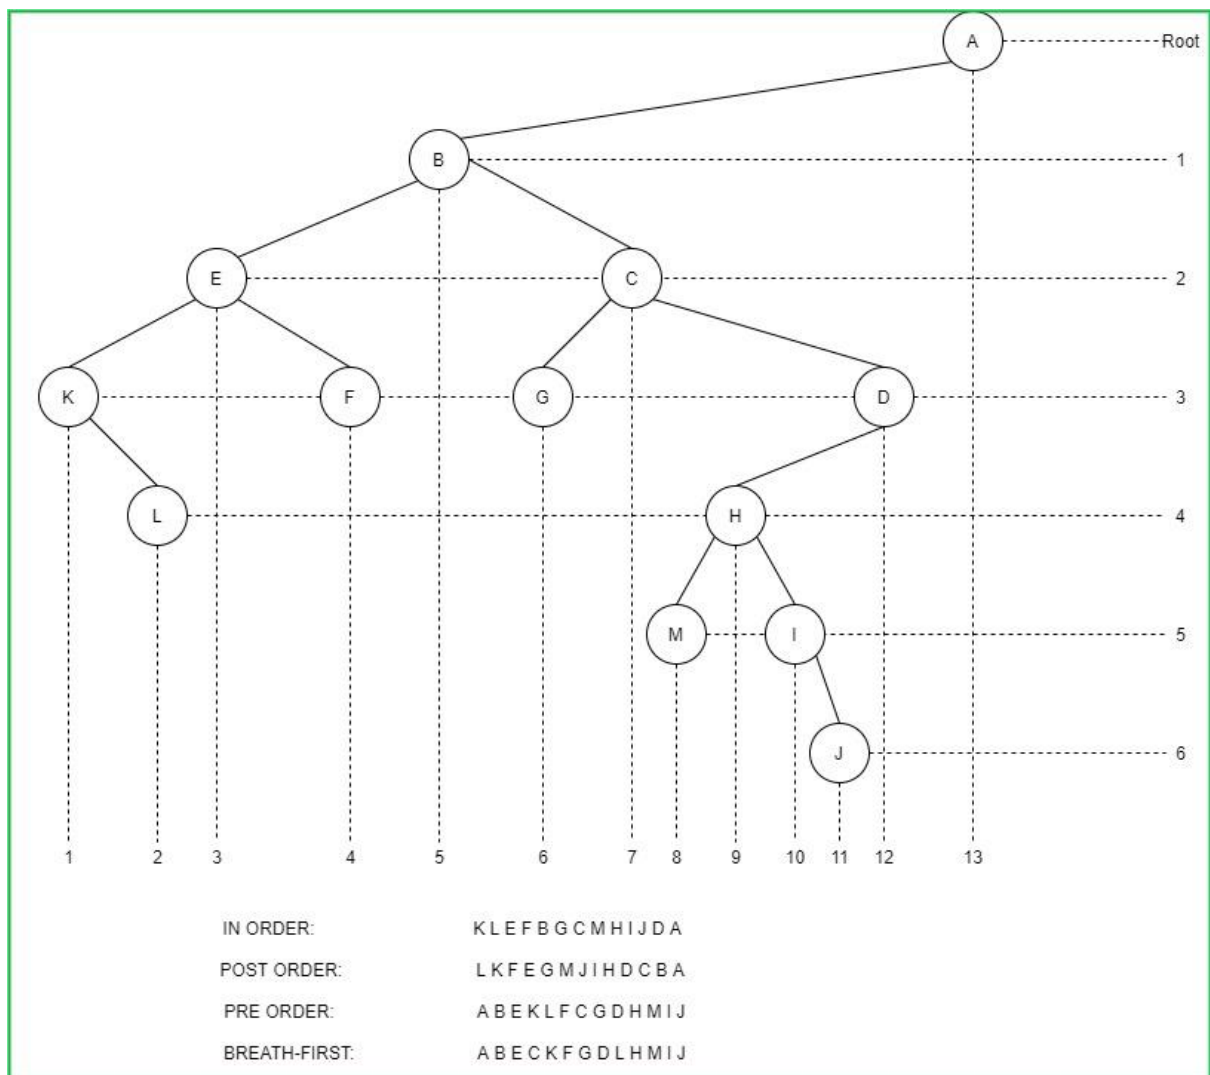 A Root
B 1
E C 2
K F G D 3
L H 4
M I 5
J 6
1 2 3 4 5 6 7 8 9 10 11 12 13
IN ORDER: K L E F B G C M H I J D A
POST ORDER: L K F E G M J I H D C B A
PRE ORDER: A B E K L F C G D H M I J
BREATH-FIRST: A B E C K F G D L H M I J